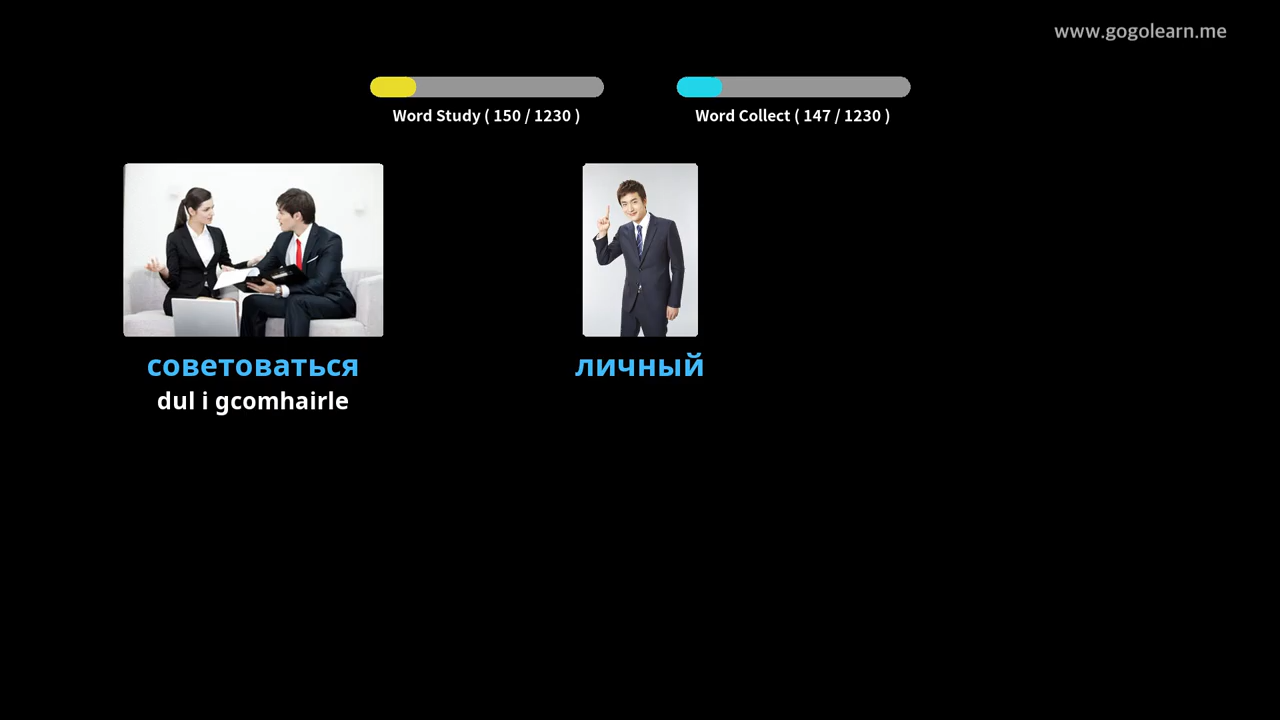 www.gogolearn.me
Word Study ( 150 / 1230 )
Word Collect ( 147 / 1230 )
советоваться
dul i gcomhairle
личный